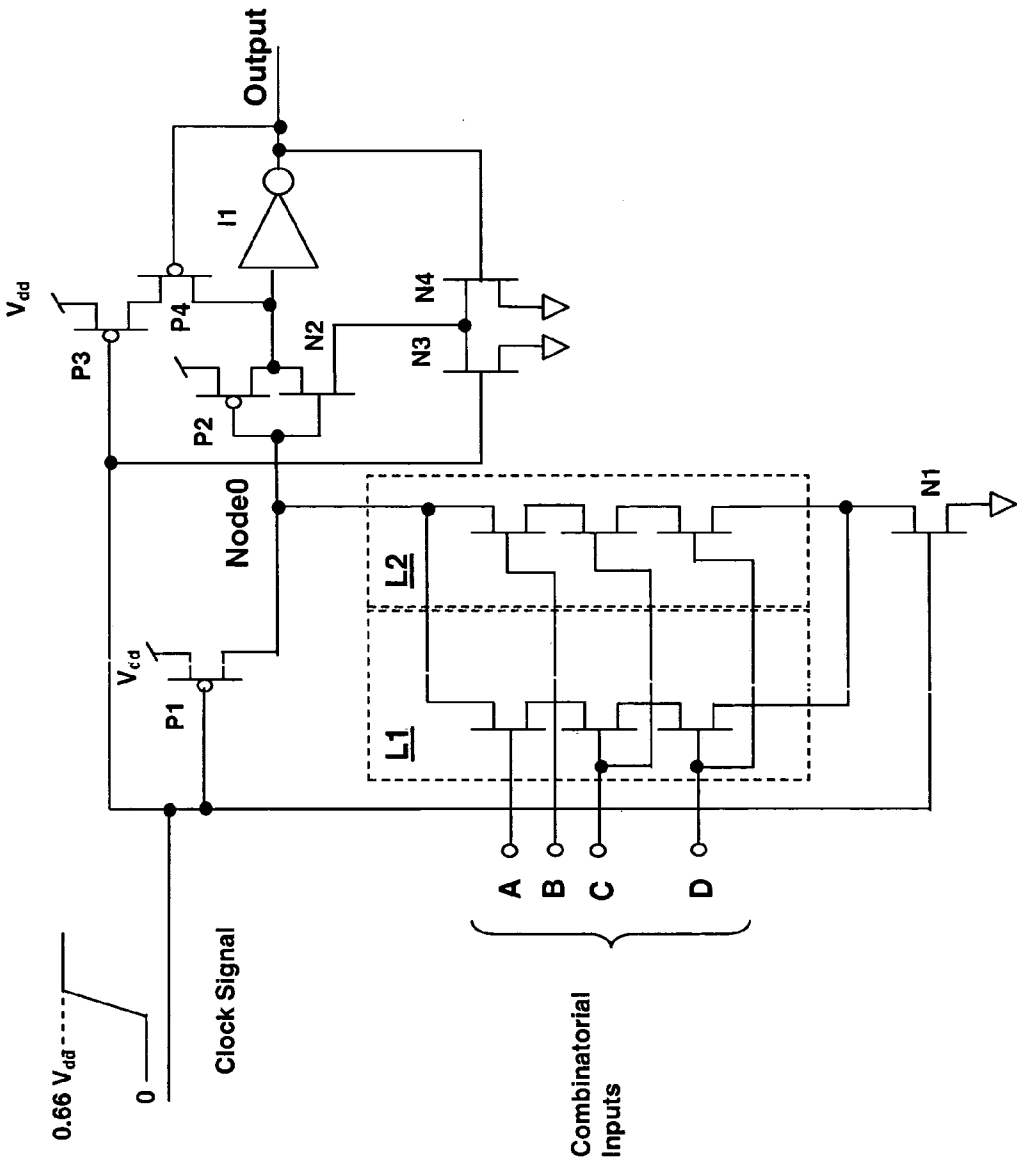 0.66 Vdd
0
Clock Signal
Vdd
P3
P4
Vdd
P1
P2
I1
Output
Node0
N2
N3
N4
L1
L2
A
B
C
D
Combinatorial
Inputs
N1